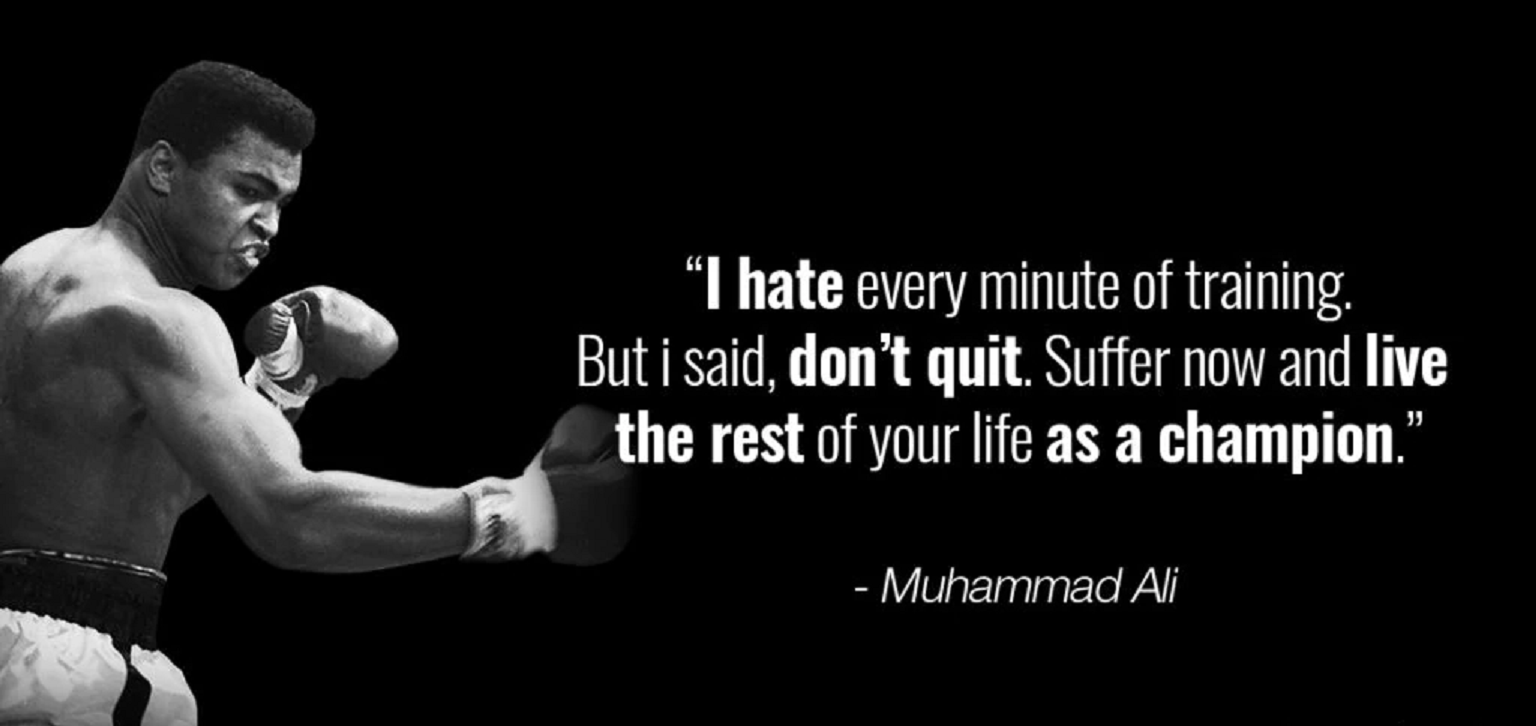 “I hate every minute of training.
But i said, don’t quit. Suffer now and live
the rest of your life as a champion.”
- Muhammad Ali